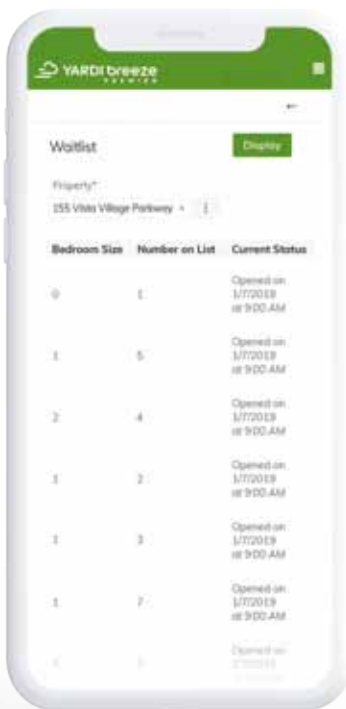 YARDI breeze
PREMIER
Waitlist
Display
Property*
155 Vista Village Parkway
Bedroom Size Number on List Current Status
0 1 Opened on
1/7/2019
at 9:00 AM
1 5 Opened on
1/7/2019
at 9:00 AM
2 4 Opened on
1/7/2019
at 9:00 AM
1 2 Opened on
1/7/2019
at 9:00 AM
1 3 Opened on
1/7/2019
at 9:00 AM
1 7 Opened on
1/7/2019
at 9:00 AM
Opened on